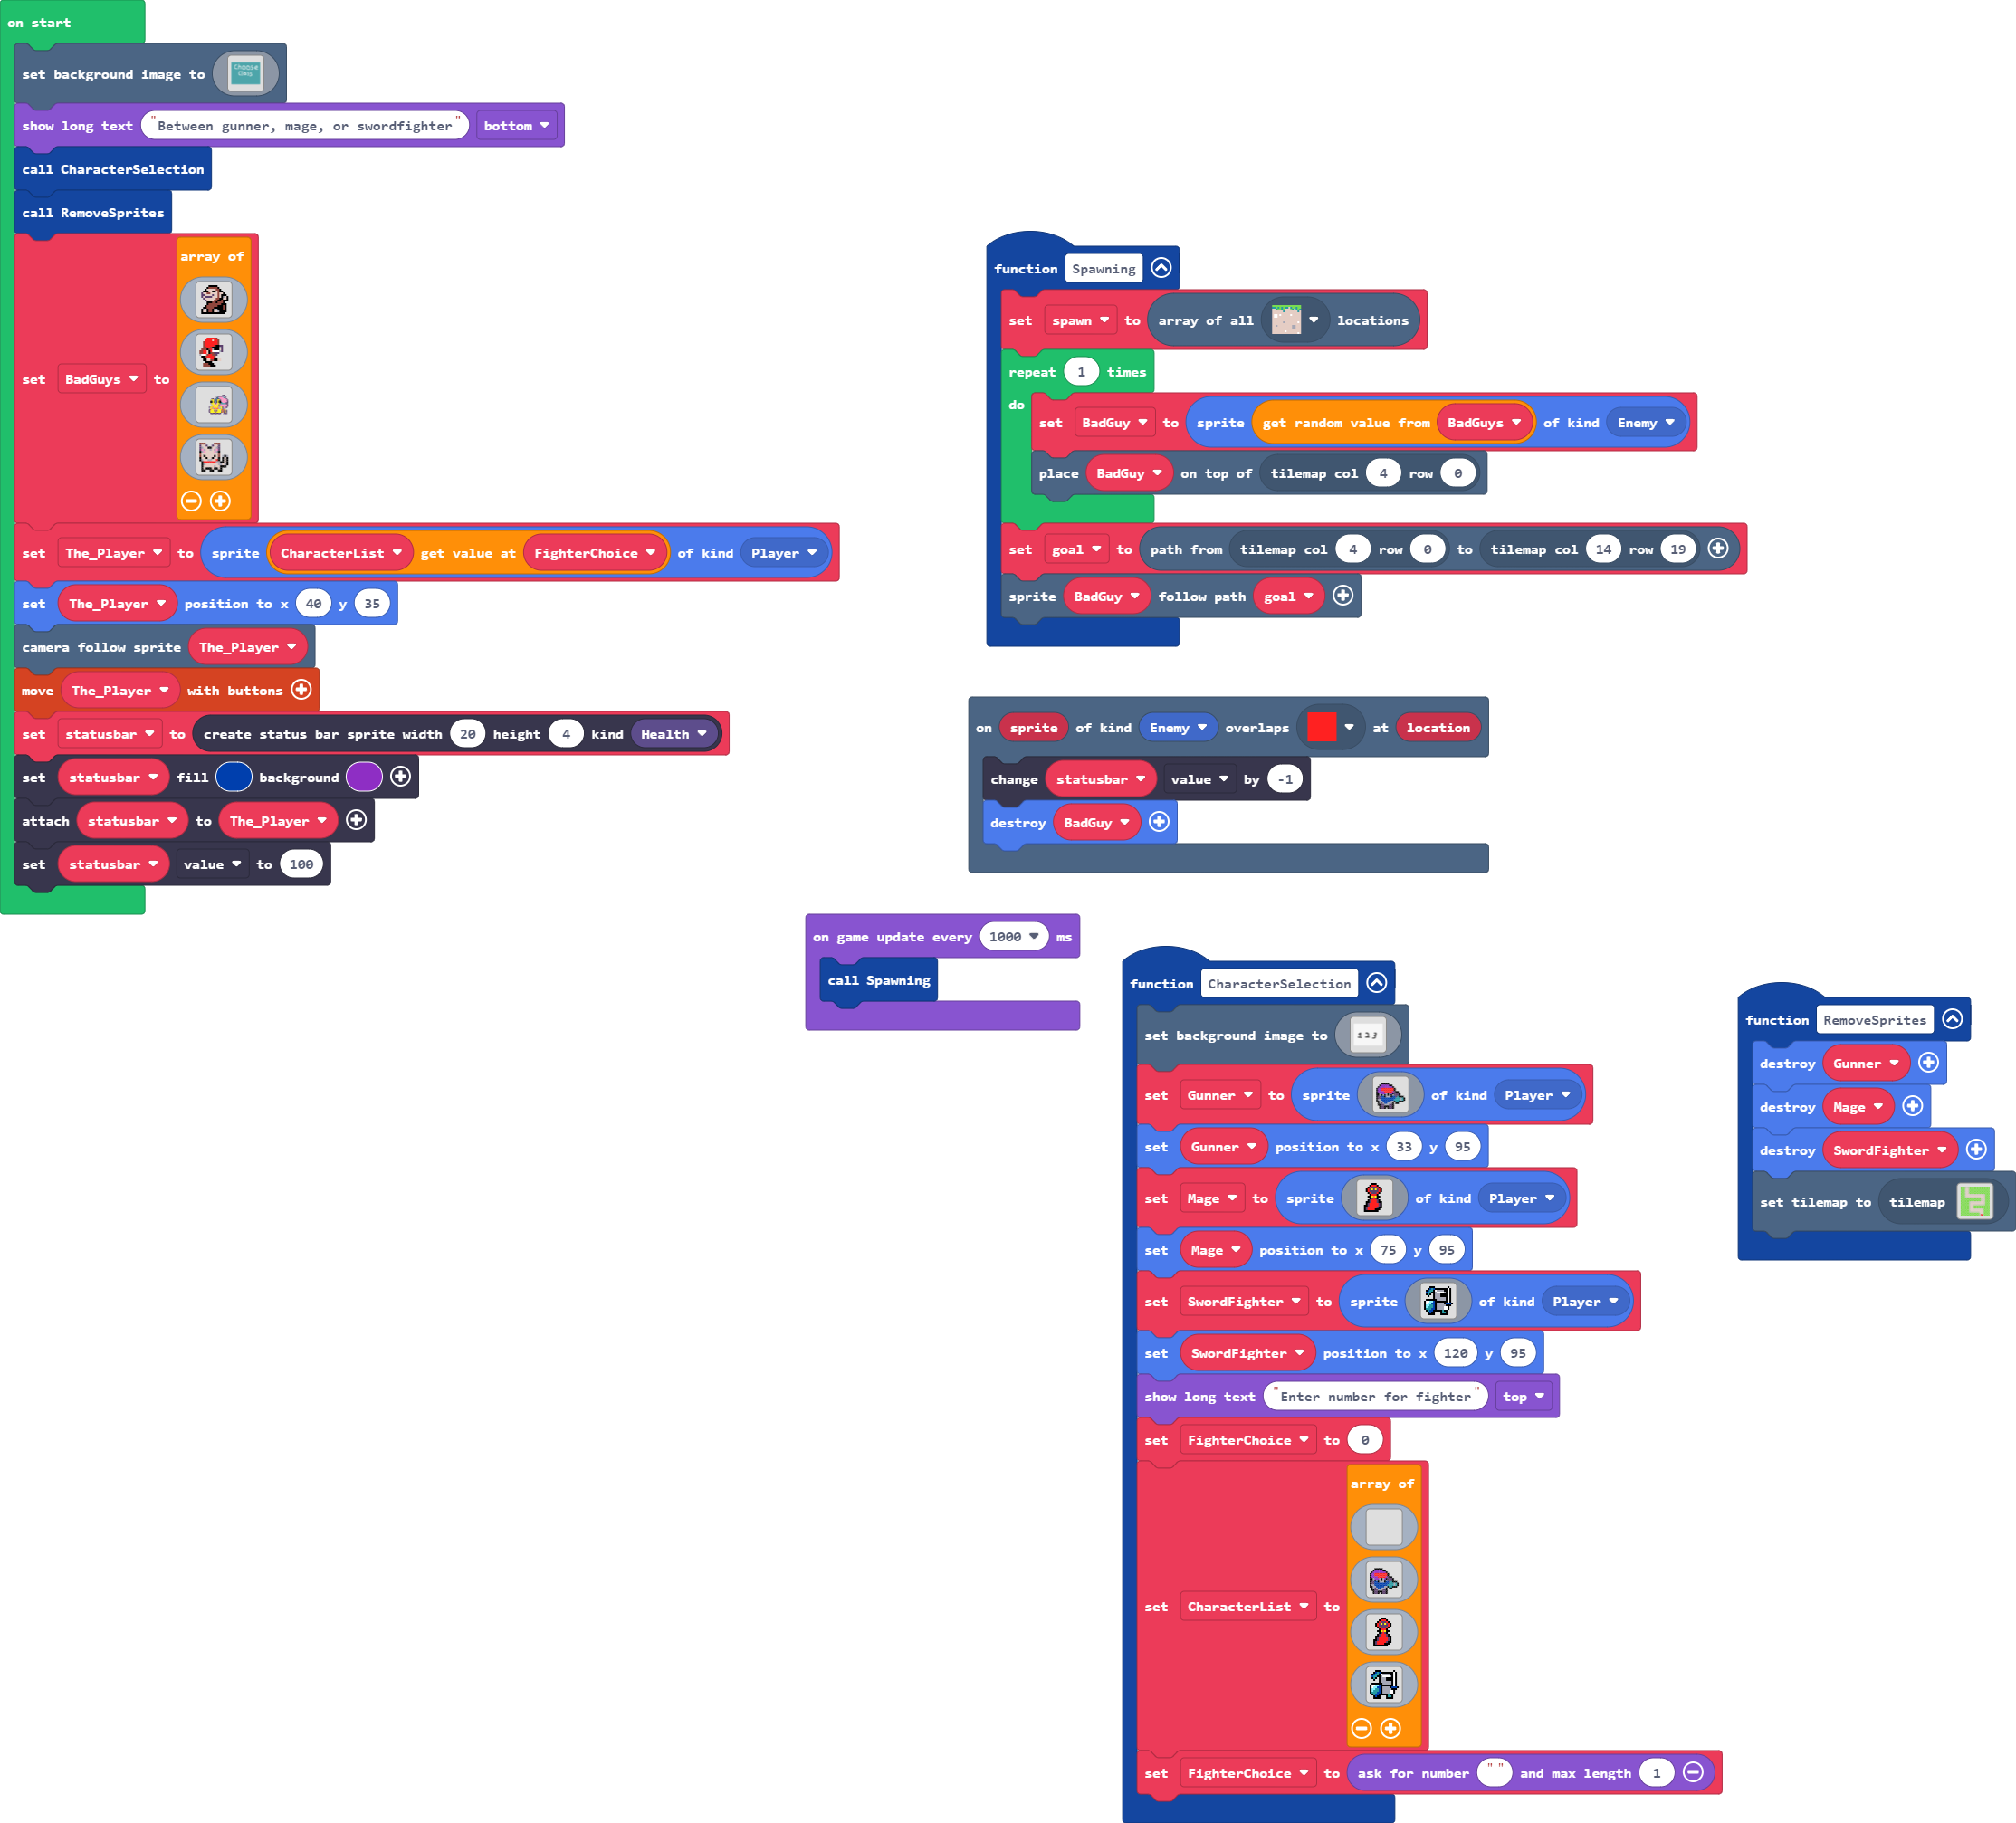 on start
set background image to Choose
show long text "Between gunner, mage, or swordfighter" bottom
call CharacterSelection
call RemoveSprites
set BadGuys to array of
set The_Player to sprite CharacterList get value at FighterChoice of kind Player
set The_Player position to x 40 y 35
camera follow sprite The_Player
move The_Player with buttons
set statusbar to create status bar sprite width 20 height 4 kind Health
set statusbar fill background
attach statusbar to The_Player
set statusbar value to 100
function Spawning
set spawn to array of all locations
repeat 1 times
do
set BadGuy to sprite get random value from BadGuys of kind Enemy
place BadGuy on top of tilemap col 4 row 0
set goal to path from tilemap col 4 row 0 to tilemap col 14 row 19
sprite BadGuy follow path goal
on sprite of kind Enemy overlaps at location
change statusbar value by -1
destroy BadGuy
on game update every 1000 ms
call Spawning
function CharacterSelection
set background image to 1 2 3
set Gunner to sprite of kind Player
set Gunner position to x 33 y 95
set Mage to sprite of kind Player
set Mage position to x 75 y 95
set SwordFighter to sprite of kind Player
set SwordFighter position to x 120 y 95
show long text "Enter number for fighter" top
set FighterChoice to 0
set CharacterList to array of
set FighterChoice to ask for number "" and max length 1
function RemoveSprites
destroy Gunner
destroy Mage
destroy SwordFighter
set tilemap to tilemap